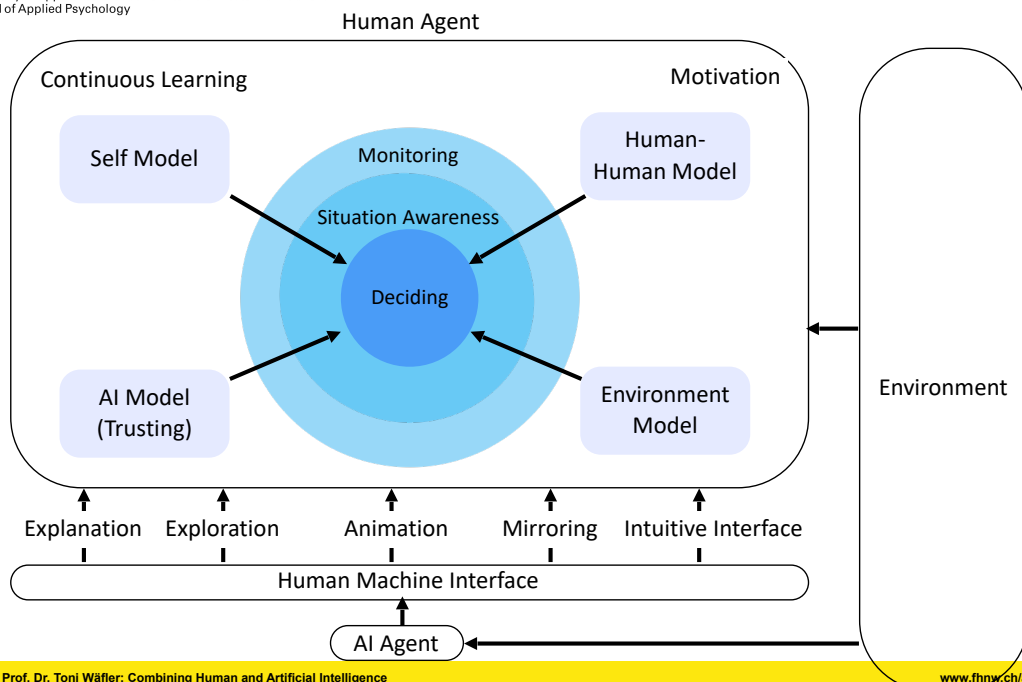 l of Applied Psychology
Human Agent
Continuous Learning
Motivation
Self Model
Human-
Human Model
Monitoring
Situation Awareness
Deciding
AI Model
(Trusting)
Environment
Model
Environment
Explanation
Exploration
Animation
Mirroring
Intuitive Interface
Human Machine Interface
AI Agent
Prof. Dr. Toni Wäfler: Combining Human and Artificial Intelligence
www.fhnw.ch/